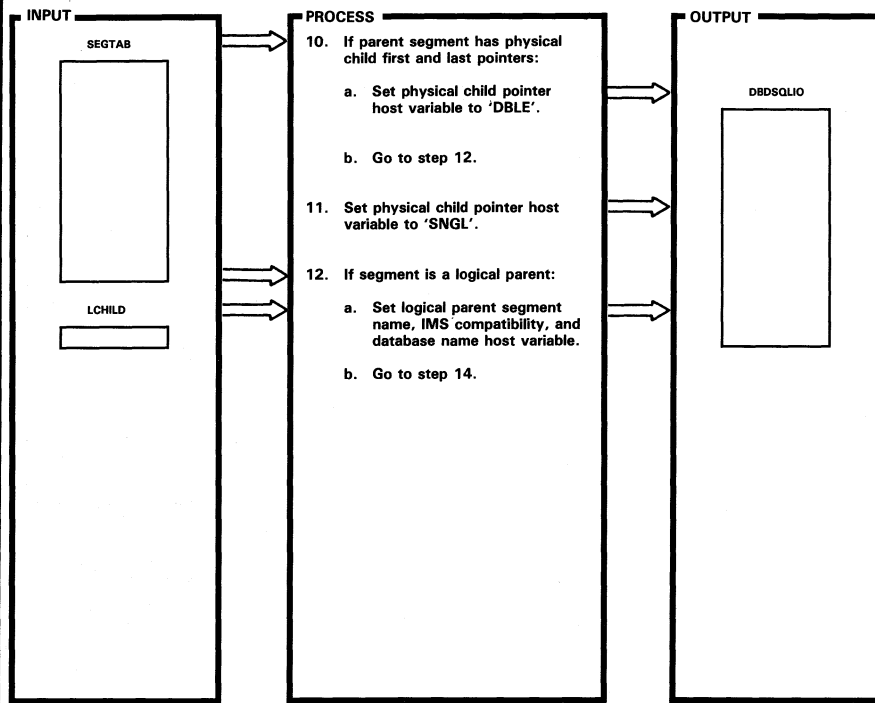 INPUT
SEGTAB
LCHILD
PROCESS
10. If parent segment has physical
child first and last pointers:
a. Set physical child pointer
host variable to 'DBLE'.
b. Go to step 12.
11. Set physical child pointer host
variable to 'SNGL'.
12. If segment is a logical parent:
a. Set logical parent segment
name, IMS compatibility, and
database name host variable.
b. Go to step 14.
OUTPUT
DBDSQLIO